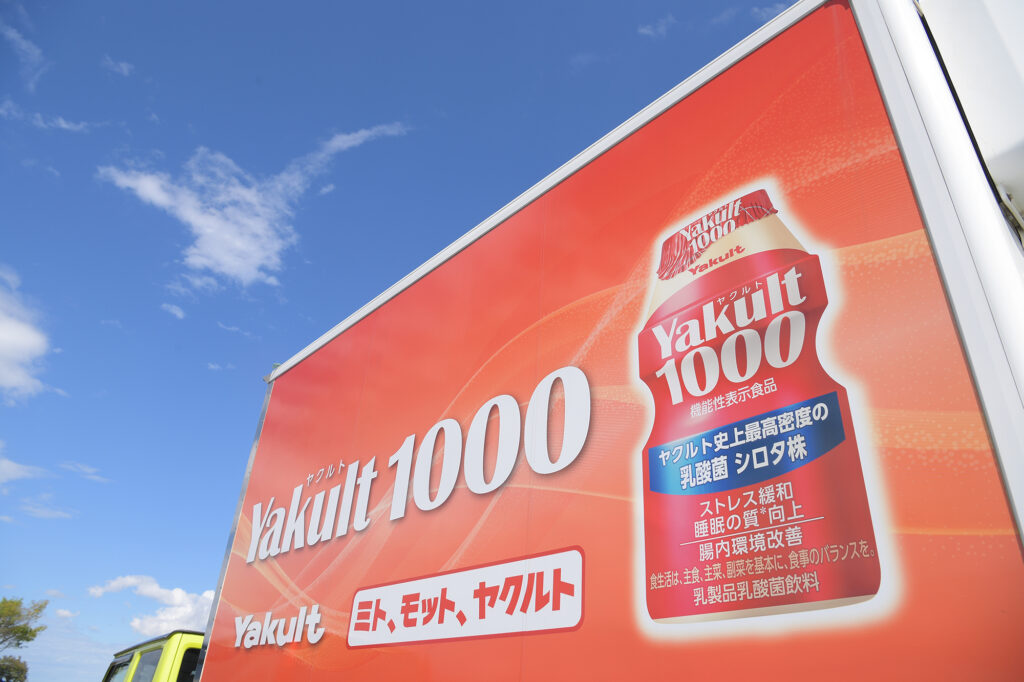 ヤクルト
Yakult 1000
Yakult
ミト、モット、ヤクルト
Yakult
1000
Yakult
ヤクルト
Yakult
1000
機能性表示食品
ヤクルト史上最高密度の
乳酸菌 シロタ株
ストレス緩和
睡眠の質*向上
腸内環境改善
食生活は、主食、主菜、副菜を基本に、食事のバランスを。
乳製品乳酸菌飲料